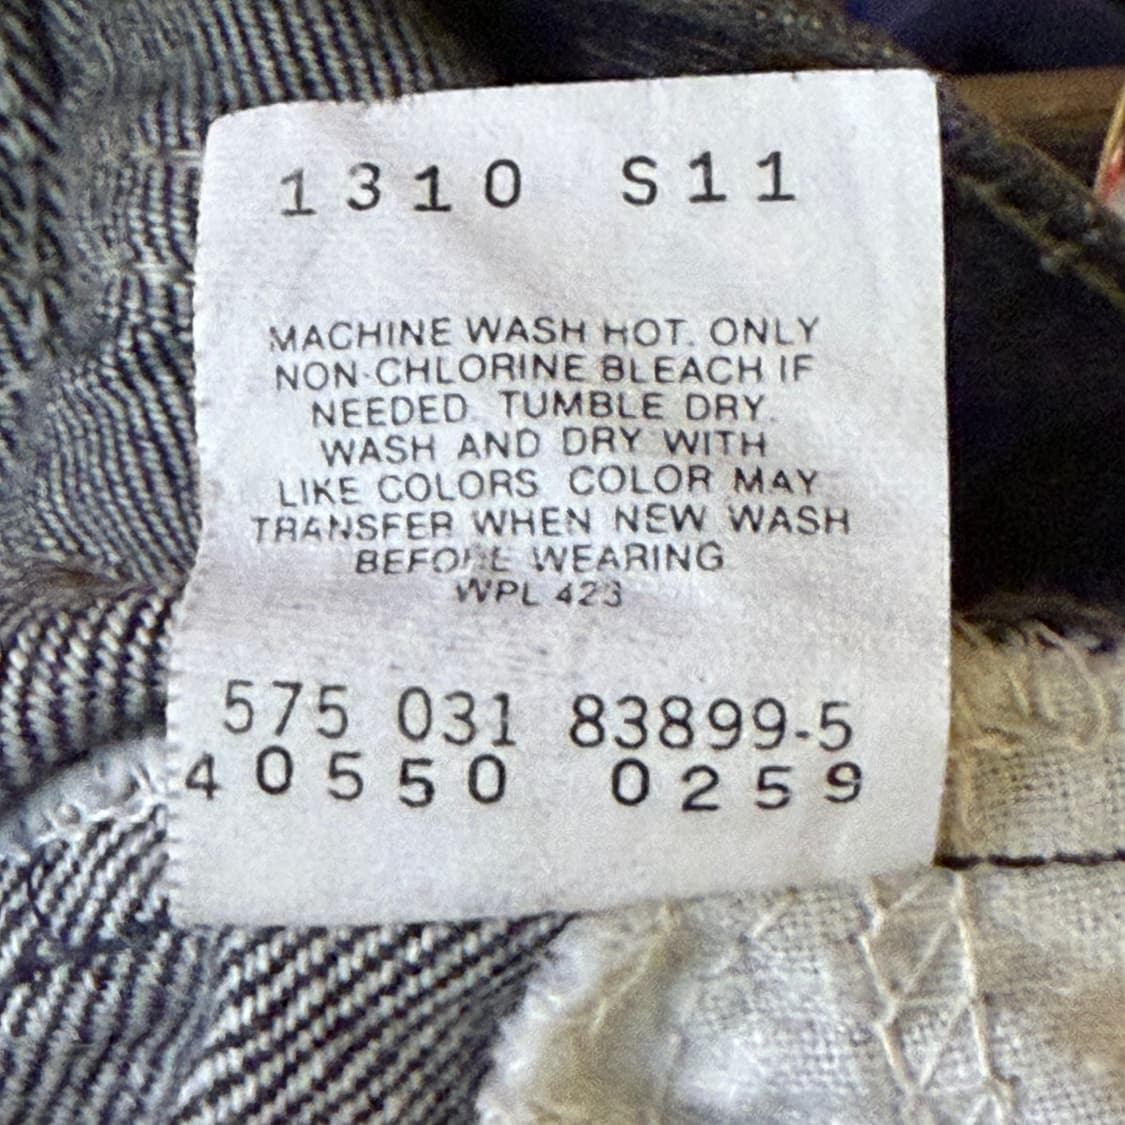 1310 S11
MACHINE WASH HOT. ONLY
NON-CHLORINE BLEACH IF
NEEDED. TUMBLE DRY.
WASH AND DRY WITH
LIKE COLORS. COLOR MAY
TRANSFER WHEN NEW WASH
BEFORE WEARING
WPL 423
575 031 83899-5
40550 0259